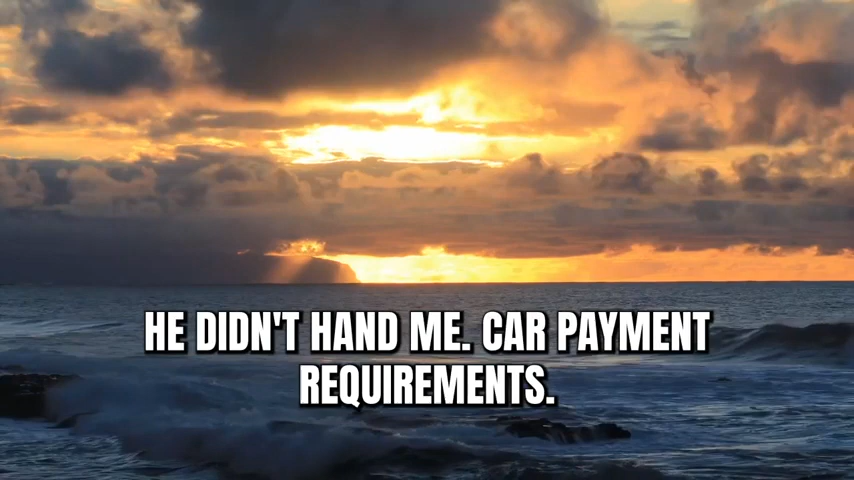 HE DIDN'T HAND ME. CAR PAYMENT
REQUIREMENTS.